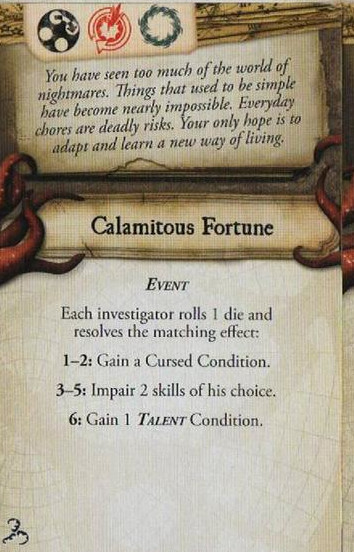 You have seen too much of the world of
nightmares. Things that used to be simple
have become nearly impossible. Everyday
chores are deadly risks. Your only hope is to
adapt and learn a new way of living.
Calamitous Fortune
EVENT
Each investigator rolls 1 die and
resolves the matching effect:
1–2: Gain a Cursed Condition.
3–5: Impair 2 skills of his choice.
6: Gain 1 TALENT Condition.